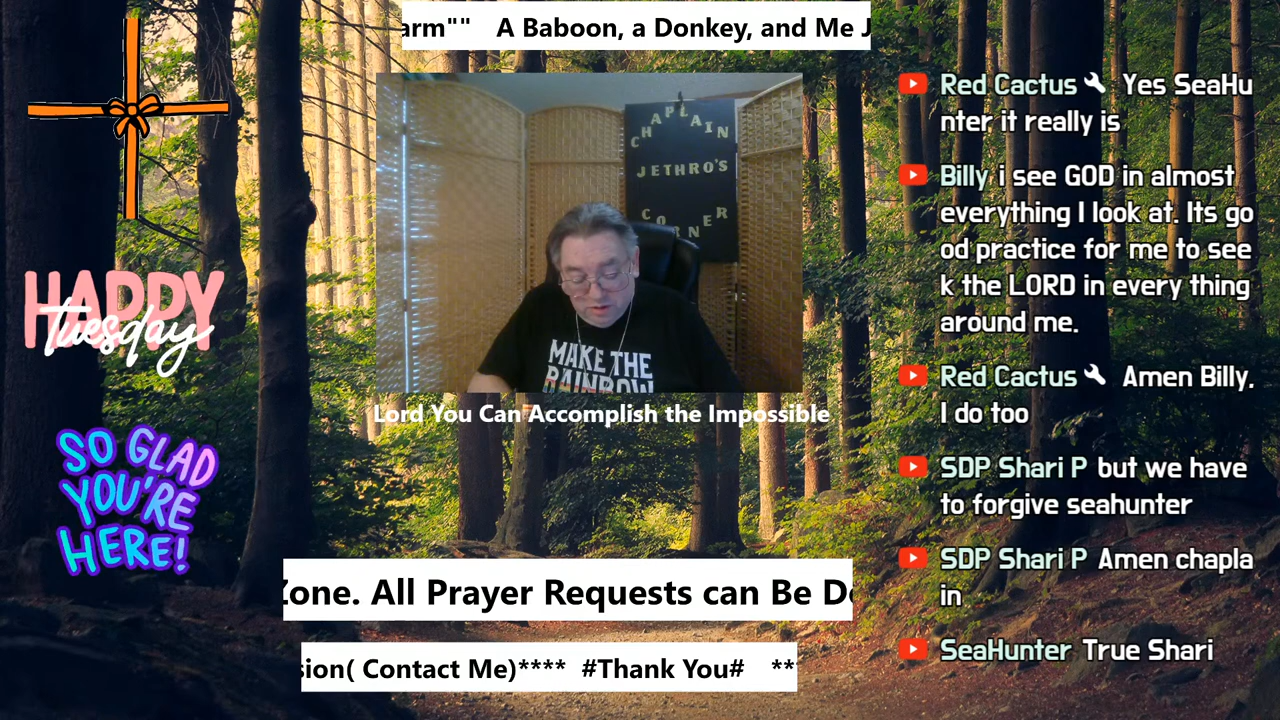 arm"" A Baboon, a Donkey, and Me J
CHAPLAIN
JETHRO'S
CORNER
MAKE THE
RAINBOW
Lord You Can Accomplish the Impossible
HAPPY
tuesday
SO GLAD
YOU'RE
HERE!
Zone. All Prayer Requests can Be De
sion( Contact Me)**** #Thank You# **
Red Cactus Yes SeaHu
nter it really is
Billy i see GOD in almost
everything I look at. Its go
od practice for me to see
k the LORD in every thing
around me.
Red Cactus Amen Billy,
I do too
SDP Shari P but we have
to forgive seahunter
SDP Shari P Amen chapla
in
SeaHunter True Shari